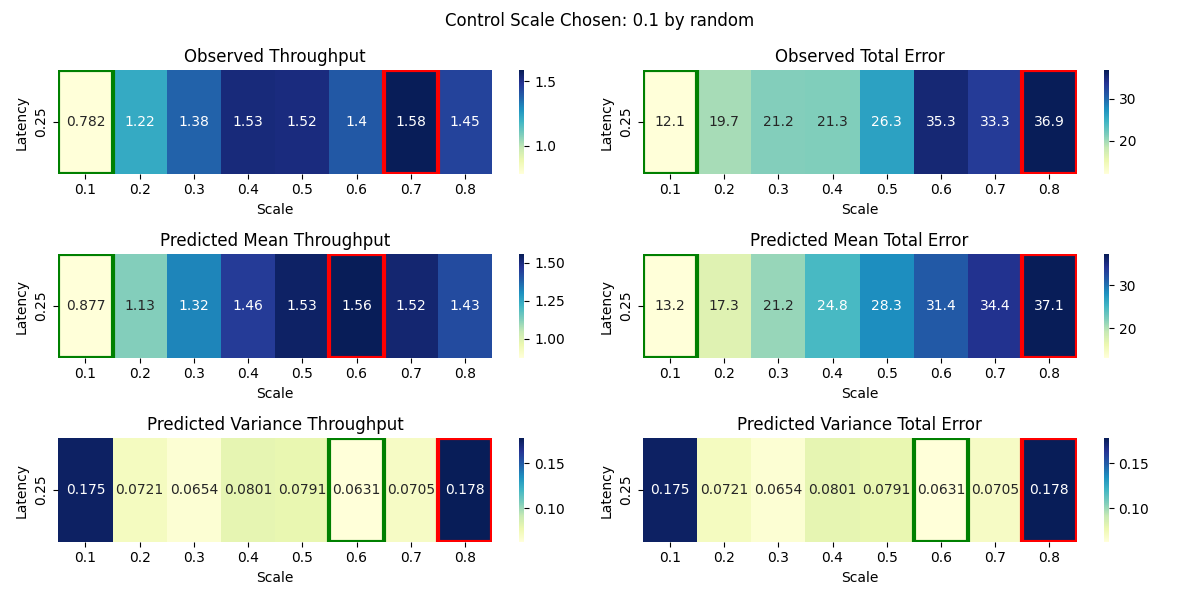 Control Scale Chosen: 0.1 by random
Observed Throughput
Latency
0.25
0.782 1.22 1.38 1.53 1.52 1.4 1.58 1.45
0.1 0.2 0.3 0.4 0.5 0.6 0.7 0.8
Scale
1.5
1.0
Observed Total Error
Latency
0.25
12.1 19.7 21.2 21.3 26.3 35.3 33.3 36.9
0.1 0.2 0.3 0.4 0.5 0.6 0.7 0.8
Scale
30
20
Predicted Mean Throughput
Latency
0.25
0.877 1.13 1.32 1.46 1.53 1.56 1.52 1.43
0.1 0.2 0.3 0.4 0.5 0.6 0.7 0.8
Scale
1.50
1.25
1.00
Predicted Mean Total Error
Latency
0.25
13.2 17.3 21.2 24.8 28.3 31.4 34.4 37.1
0.1 0.2 0.3 0.4 0.5 0.6 0.7 0.8
Scale
30
20
Predicted Variance Throughput
Latency
0.25
0.175 0.0721 0.0654 0.0801 0.0791 0.0631 0.0705 0.178
0.1 0.2 0.3 0.4 0.5 0.6 0.7 0.8
Scale
0.15
0.10
Predicted Variance Total Error
Latency
0.25
0.175 0.0721 0.0654 0.0801 0.0791 0.0631 0.0705 0.178
0.1 0.2 0.3 0.4 0.5 0.6 0.7 0.8
Scale
0.15
0.10